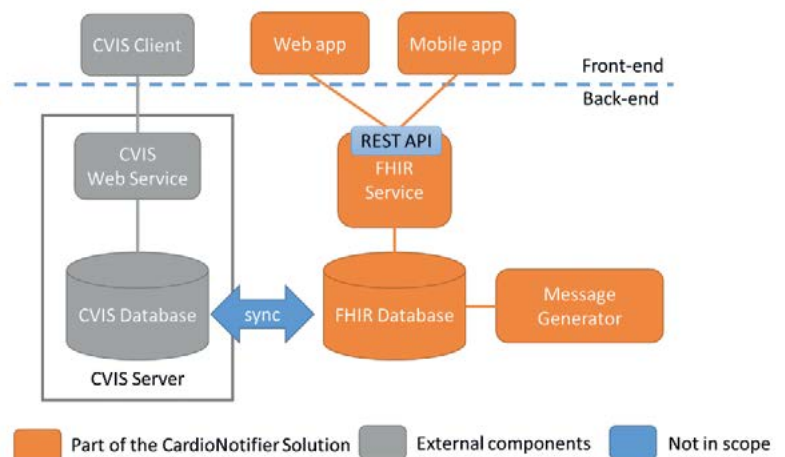 CVIS Client
Web app
Mobile app
Front-end
Back-end
CVIS
Web Service
REST API
FHIR
Service
CVIS Database
sync
FHIR Database
Message
Generator
CVIS Server
Part of the CardioNotifier Solution
External components
Not in scope